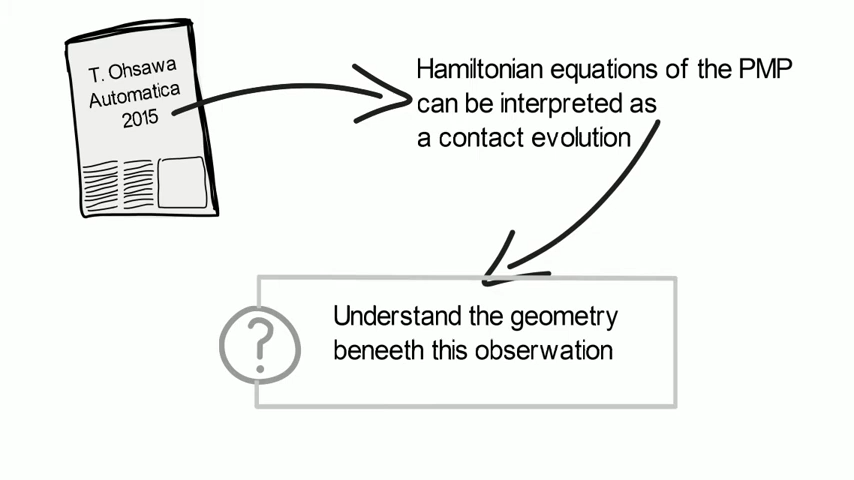 T. Ohsawa
Automatica
2015
Hamiltonian equations of the PMP
can be interpreted as
a contact evolution
?
Understand the geometry
beneeth this obserwation